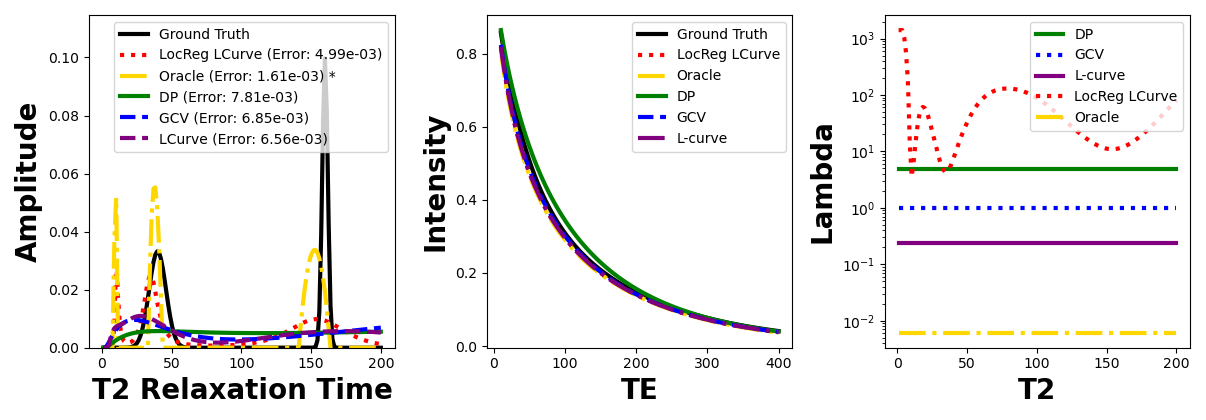 Amplitude
0.00
0.02
0.04
0.06
0.08
0.10
0
50
100
150
200
T2 Relaxation Time
Ground Truth
LocReg LCurve (Error: 4.99e-03)
Oracle (Error: 1.61e-03) *
DP (Error: 7.81e-03)
GCV (Error: 6.85e-03)
LCurve (Error: 6.56e-03)
Intensity
0.0
0.2
0.4
0.6
0.8
0
100
200
300
400
TE
Ground Truth
LocReg LCurve
Oracle
DP
GCV
L-curve
Lambda
10³
10²
10¹
10⁰
10⁻¹
10⁻²
0
50
100
150
200
T2
DP
GCV
L-curve
LocReg LCurve
Oracle